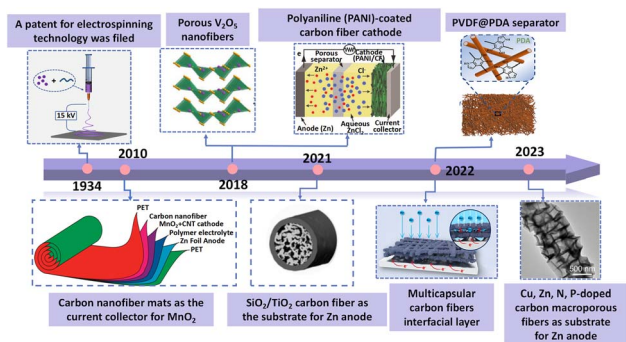 A patent for electrospinning
technology was filed
Porous V₂O₅
nanofibers
Polyaniline (PANI)-coated
carbon fiber cathode
PVDF@PDA separator
15 kV
e
Porous
separator
Cathode
(PANI/CF)
Zn²⁺
Cl⁻
Anode (Zn)
Aqueous
ZnCl₂
Current
collector
PDA
1934
2010
2018
2021
2022
2023
PET
Carbon nanofiber
MnO₂+CNT cathode
Polymer electrolyte
Zn Foil Anode
PET
500 nm
Carbon nanofiber mats as the
current collector for MnO₂
SiO₂/TiO₂ carbon fiber as
the substrate for Zn anode
Multicapsular
carbon fibers
interfacial layer
Cu, Zn, N, P-doped
carbon macroporous
fibers as substrate
for Zn anode